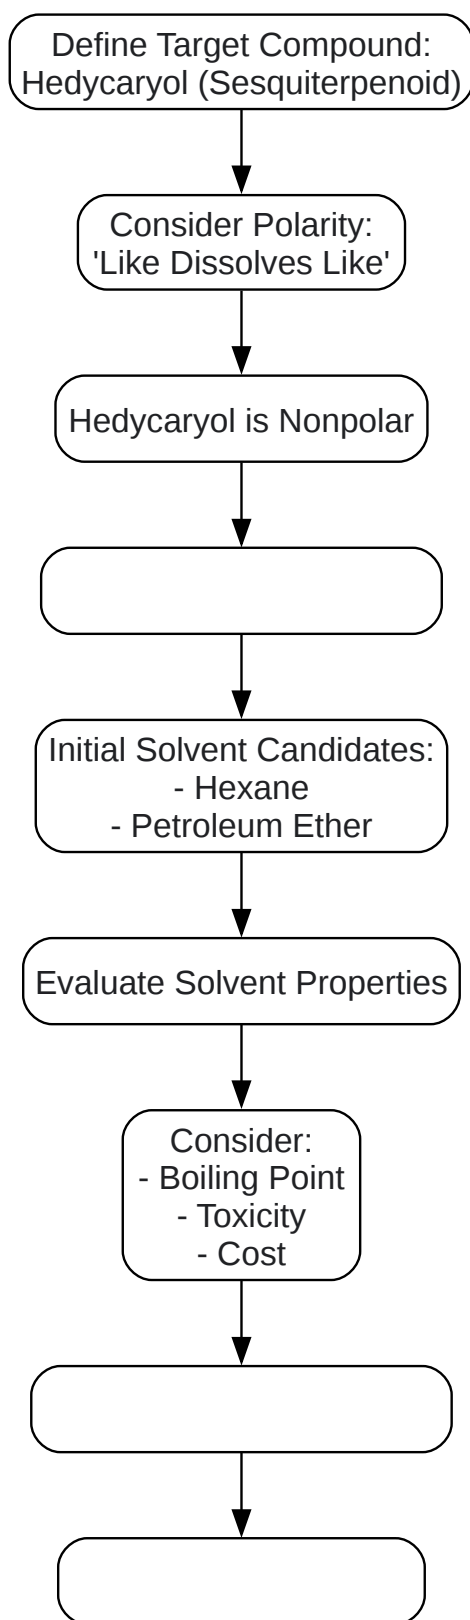 Define Target Compound:
Hedycaryol (Sesquiterpenoid)
Consider Polarity:
'Like Dissolves Like'
Hedycaryol is Nonpolar
Initial Solvent Candidates:
- Hexane
- Petroleum Ether
Evaluate Solvent Properties
Consider:
- Boiling Point
- Toxicity
- Cost